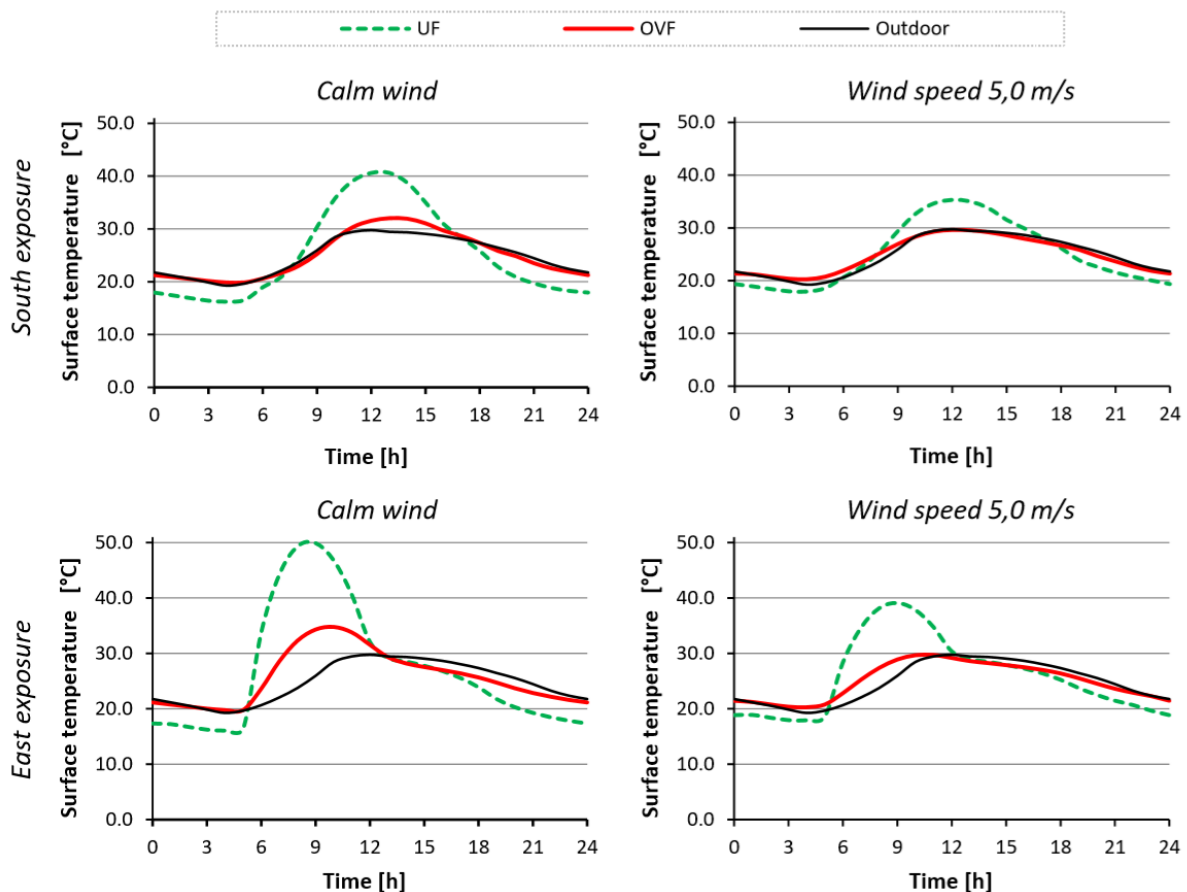 UF OVF Outdoor
Calm wind
Wind speed 5,0 m/s
South exposure
Surface temperature [°C]
50.0
40.0
30.0
20.0
10.0
0.0
0 3 6 9 12 15 18 21 24
Time [h]
Surface temperature [°C]
50.0
40.0
30.0
20.0
10.0
0.0
0 3 6 9 12 15 18 21 24
Time [h]
Calm wind
Wind speed 5,0 m/s
East exposure
Surface temperature [°C]
50.0
40.0
30.0
20.0
10.0
0.0
0 3 6 9 12 15 18 21 24
Time [h]
Surface temperature [°C]
50.0
40.0
30.0
20.0
10.0
0.0
0 3 6 9 12 15 18 21 24
Time [h]